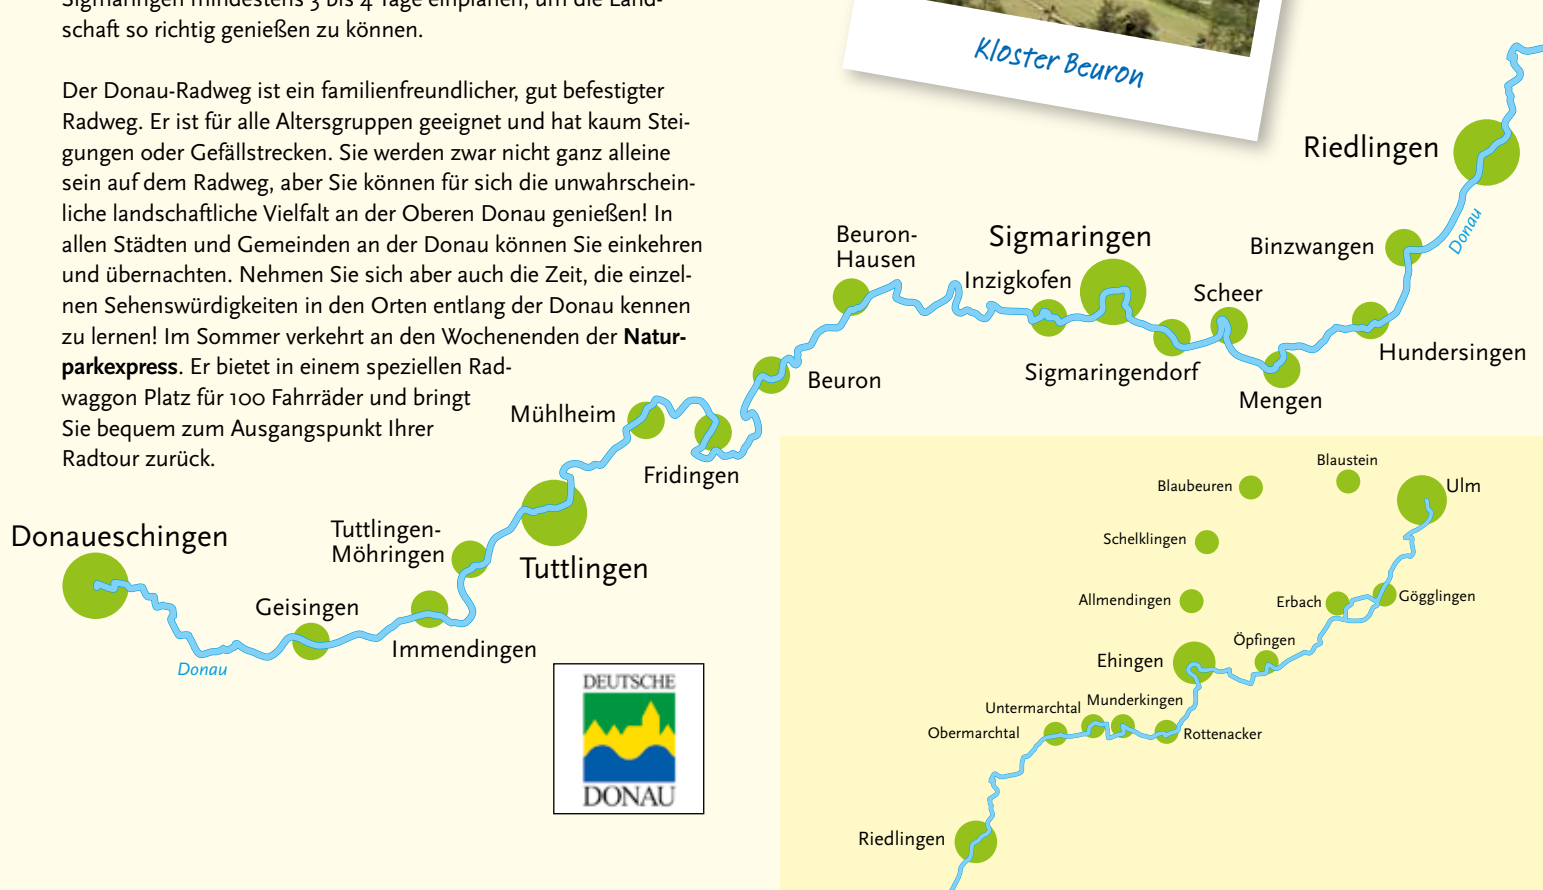 Sigmaringen mindestens 3 bis 4 Tage einplanen, um die Land-
schaft so richtig genießen zu können.
Der Donau-Radweg ist ein familienfreundlicher, gut befestigter
Radweg. Er ist für alle Altersgruppen geeignet und hat kaum Stei-
gungen oder Gefällstrecken. Sie werden zwar nicht ganz alleine
sein auf dem Radweg, aber Sie können für sich die unwahrschein-
liche landschaftliche Vielfalt an der Oberen Donau genießen! In
allen Städten und Gemeinden an der Donau können Sie einkehren
und übernachten. Nehmen Sie sich aber auch die Zeit, die einzel-
nen Sehenswürdigkeiten in den Orten entlang der Donau kennen
zu lernen! Im Sommer verkehrt an den Wochenenden der Natur-
parkexpress. Er bietet in einem speziellen Rad-
waggon Platz für 100 Fahrräder und bringt
Sie bequem zum Ausgangspunkt Ihrer
Radtour zurück.
Kloster Beuron
Donaueschingen
Donau
Geisingen
Immendingen
Tuttlingen-
Möhringen
Tuttlingen
Mühlheim
Fridingen
Beuron
Beuron-
Hausen
Inzigkofen
Sigmaringen
Sigmaringendorf
Scheer
Mengen
Hundersingen
Binzwangen
Donau
Riedlingen
DEUTSCHE
DONAU
Blaustein
Blaubeuren
Ulm
Schelklingen
Allmendingen
Erbach
Gögglingen
Öpfingen
Ehingen
Munderkingen
Untermarchtal
Obermarchtal
Rottenacker
Riedlingen